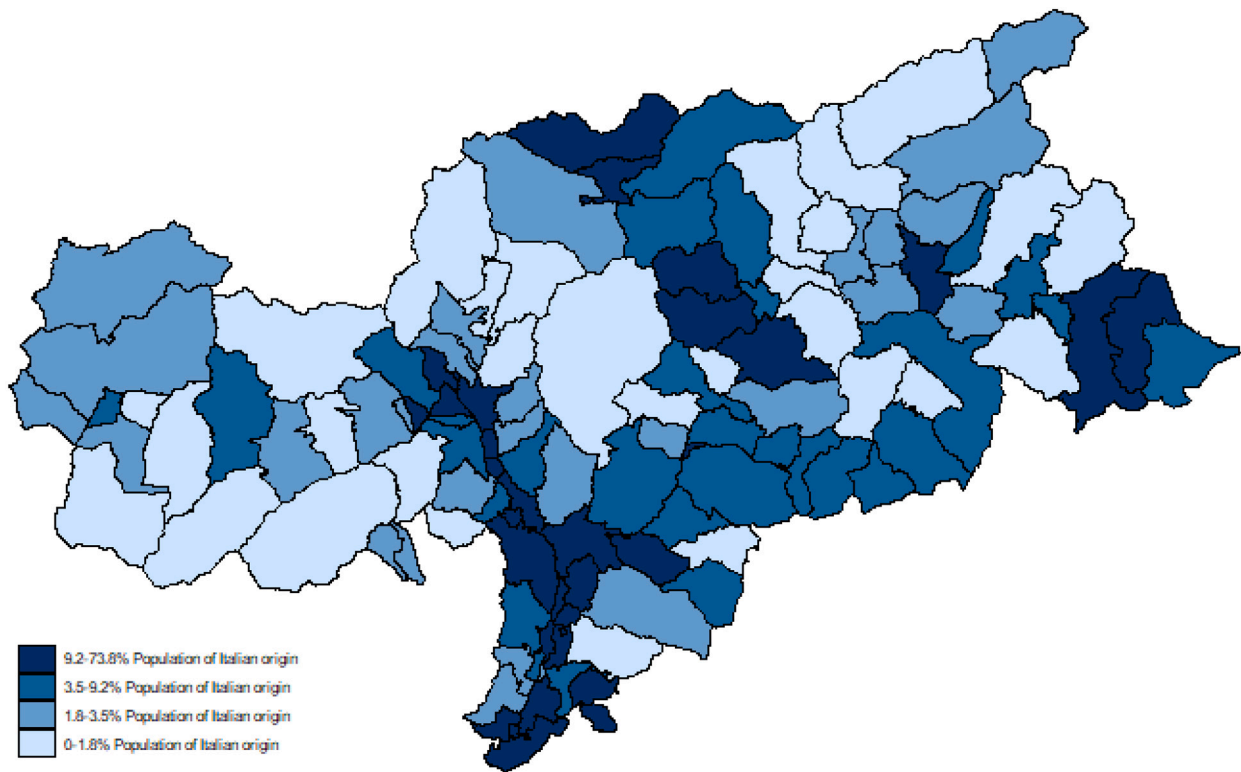 9.2-73.8% Population of Italian origin
3.5-9.2% Population of Italian origin
1.8-3.5% Population of Italian origin
0-1.8% Population of Italian origin